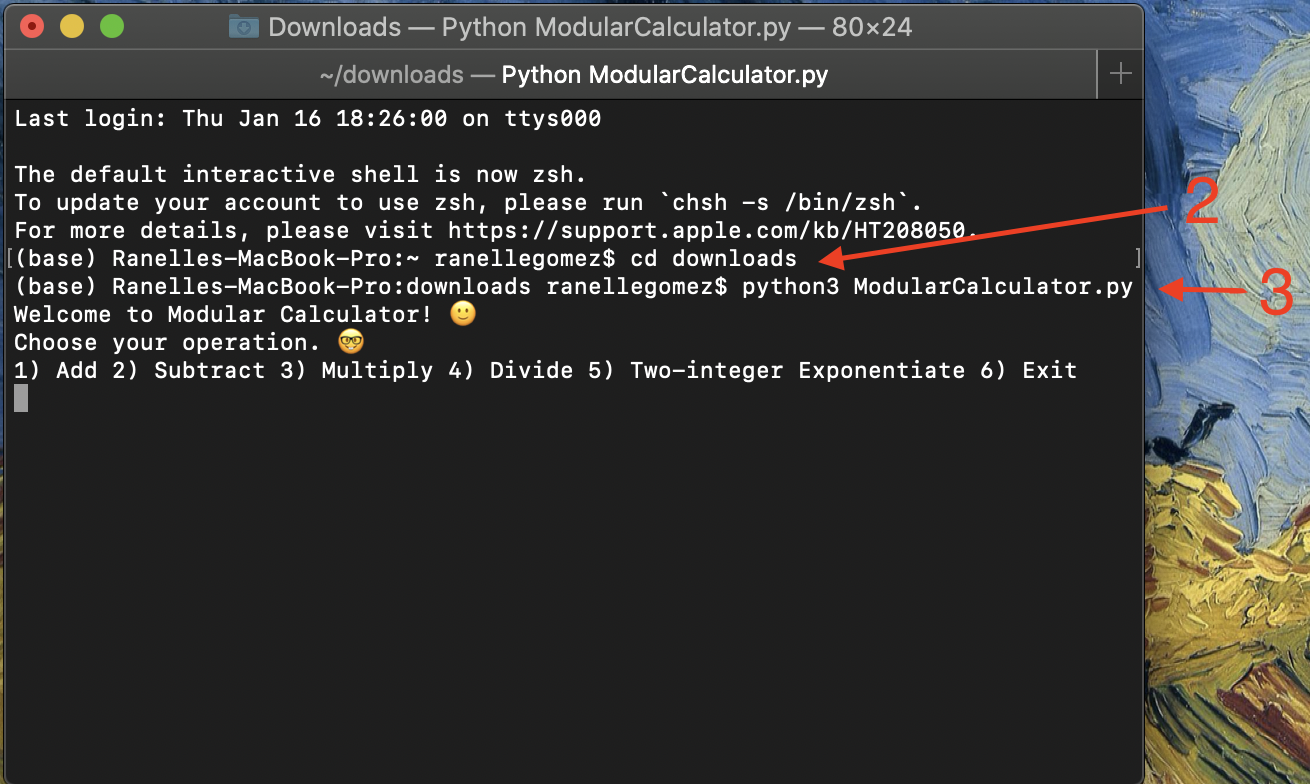 Downloads — Python ModularCalculator.py — 80×24
~/downloads — Python ModularCalculator.py
Last login: Thu Jan 16 18:26:00 on ttys000
The default interactive shell is now zsh.
To update your account to use zsh, please run `chsh -s /bin/zsh`.
For more details, please visit https://support.apple.com/kb/HT208050.
2
[(base) Ranelles-MacBook-Pro:~ ranellegomez$ cd downloads ]
(base) Ranelles-MacBook-Pro:downloads ranellegomez$ python3 ModularCalculator.py
3
Welcome to Modular Calculator! 🙂
Choose your operation. 🤓
1) Add 2) Subtract 3) Multiply 4) Divide 5) Two-integer Exponentiate 6) Exit